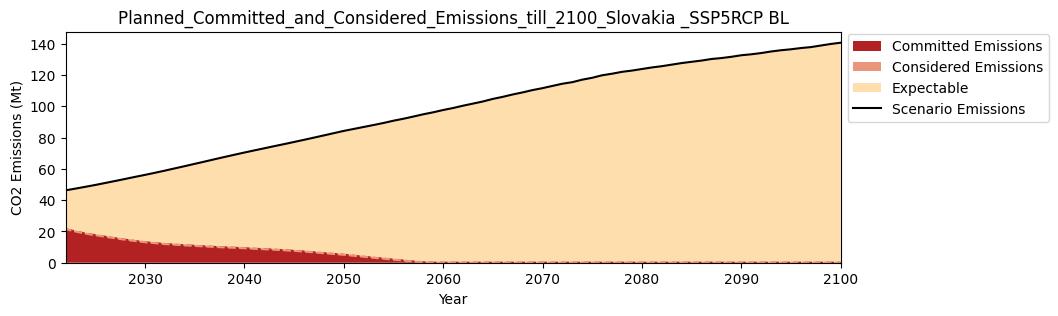 Planned_Committed_and_Considered_Emissions_till_2100_Slovakia _SSP5RCP BL
140
120
100
80
60
40
20
0
CO2 Emissions (Mt)
2030 2040 2050 2060 2070 2080 2090 2100
Year
Committed Emissions
Considered Emissions
Expectable
Scenario Emissions